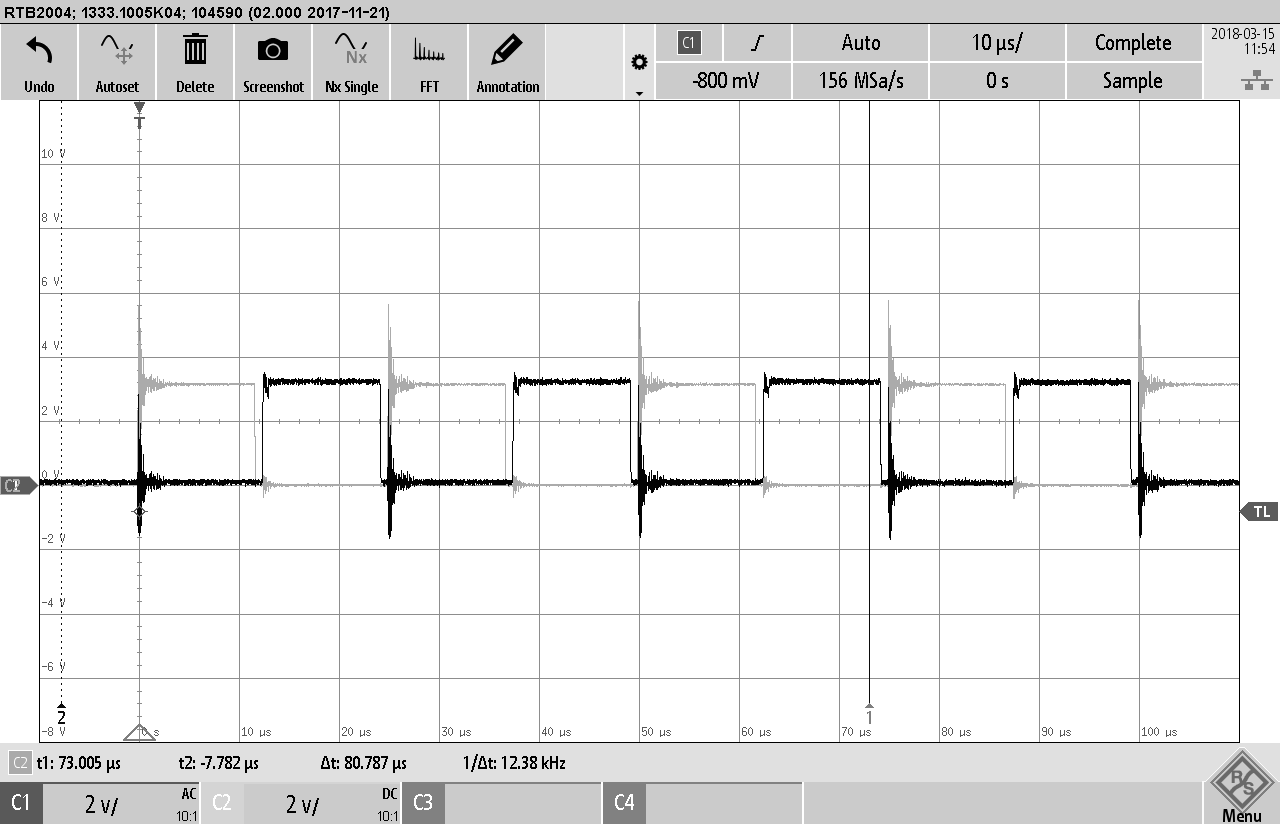 RTB2004; 1333.1005K04; 104590 (02.000 2017-11-21)
Undo
Autoset
Delete
Screenshot
Nx
Nx Single
FFT
Annotation
C1
Auto
10 µs/
Complete
-800 mV
156 MSa/s
0 s
Sample
2018-03-15
11:54
T
10 V
8 V
6 V
4 V
2 V
0 V
-2 V
-4 V
-6 V
-8 V
TL
2
1
0 s
10 µs
20 µs
30 µs
40 µs
50 µs
60 µs
70 µs
80 µs
90 µs
100 µs
C2 t1: 73.005 µs t2: -7.782 µs Δt: 80.787 µs 1/Δt: 12.38 kHz
C1 2 V/ AC 10:1
C2 2 V/ DC 10:1
C3
C4
R S
Menu